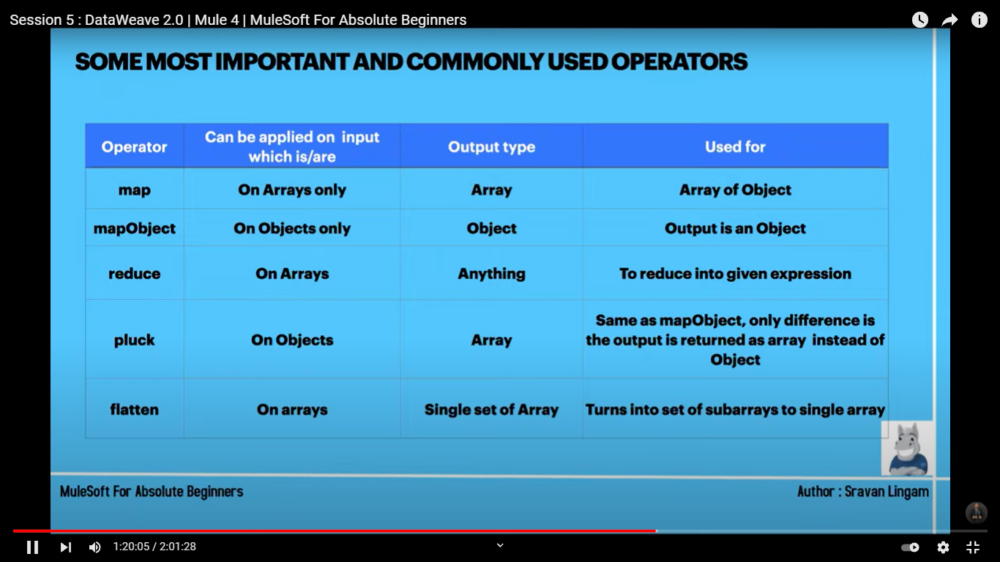 Session 5 : DataWeave 2.0 | Mule 4 | MuleSoft For Absolute Beginners
SOME MOST IMPORTANT AND COMMONLY USED OPERATORS
Operator
Can be applied on input
which is/are
Output type
Used for
map
On Arrays only
Array
Array of Object
mapObject
On Objects only
Object
Output is an Object
reduce
On Arrays
Anything
To reduce into given expression
pluck
On Objects
Array
Same as mapObject, only difference is
the output is returned as array instead of
Object
flatten
On arrays
Single set of Array
Turns into set of subarrays to single array
MuleSoft For Absolute Beginners
Author : Sravan Lingam
1:20:05 / 2:01:28